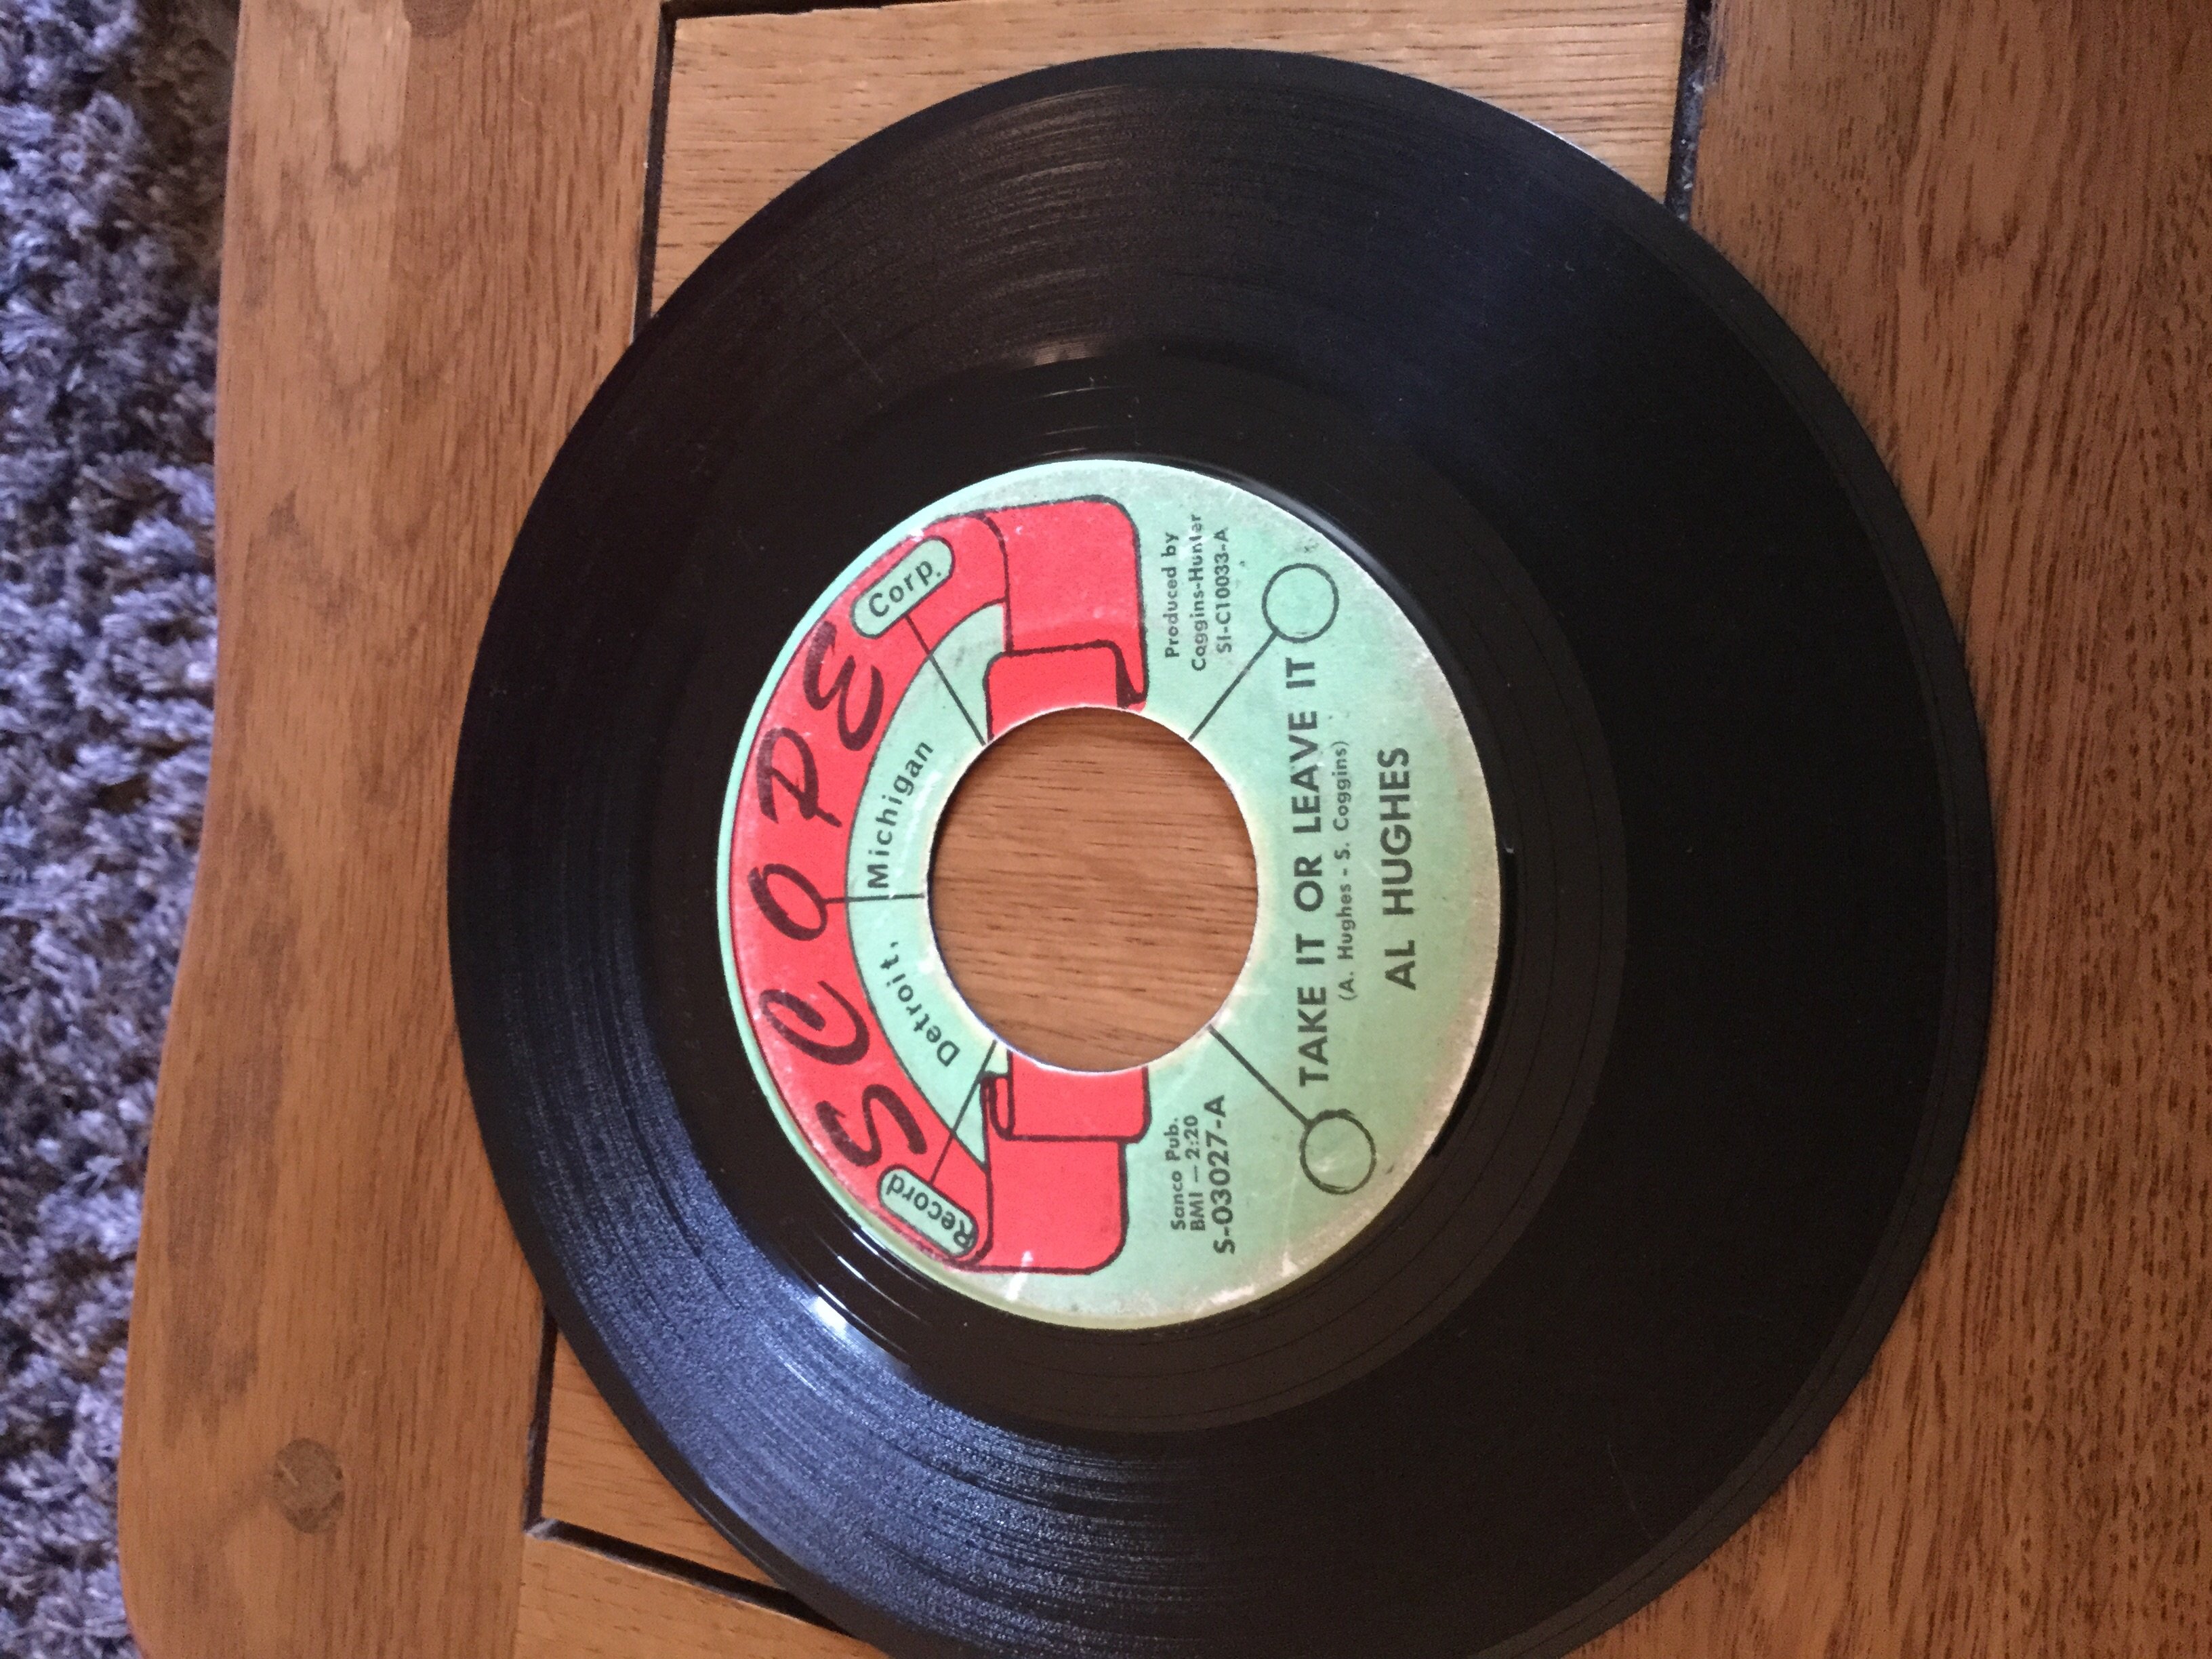 SCOPE
Record
Corp.
Detroit, Michigan
Sanco Pub.
BMI — 2:20
S-03027-A
Produced by
Coggins-Hunter
SI-C10033-A
TAKE IT OR LEAVE IT
(A. Hughes - S. Coggins)
AL HUGHES